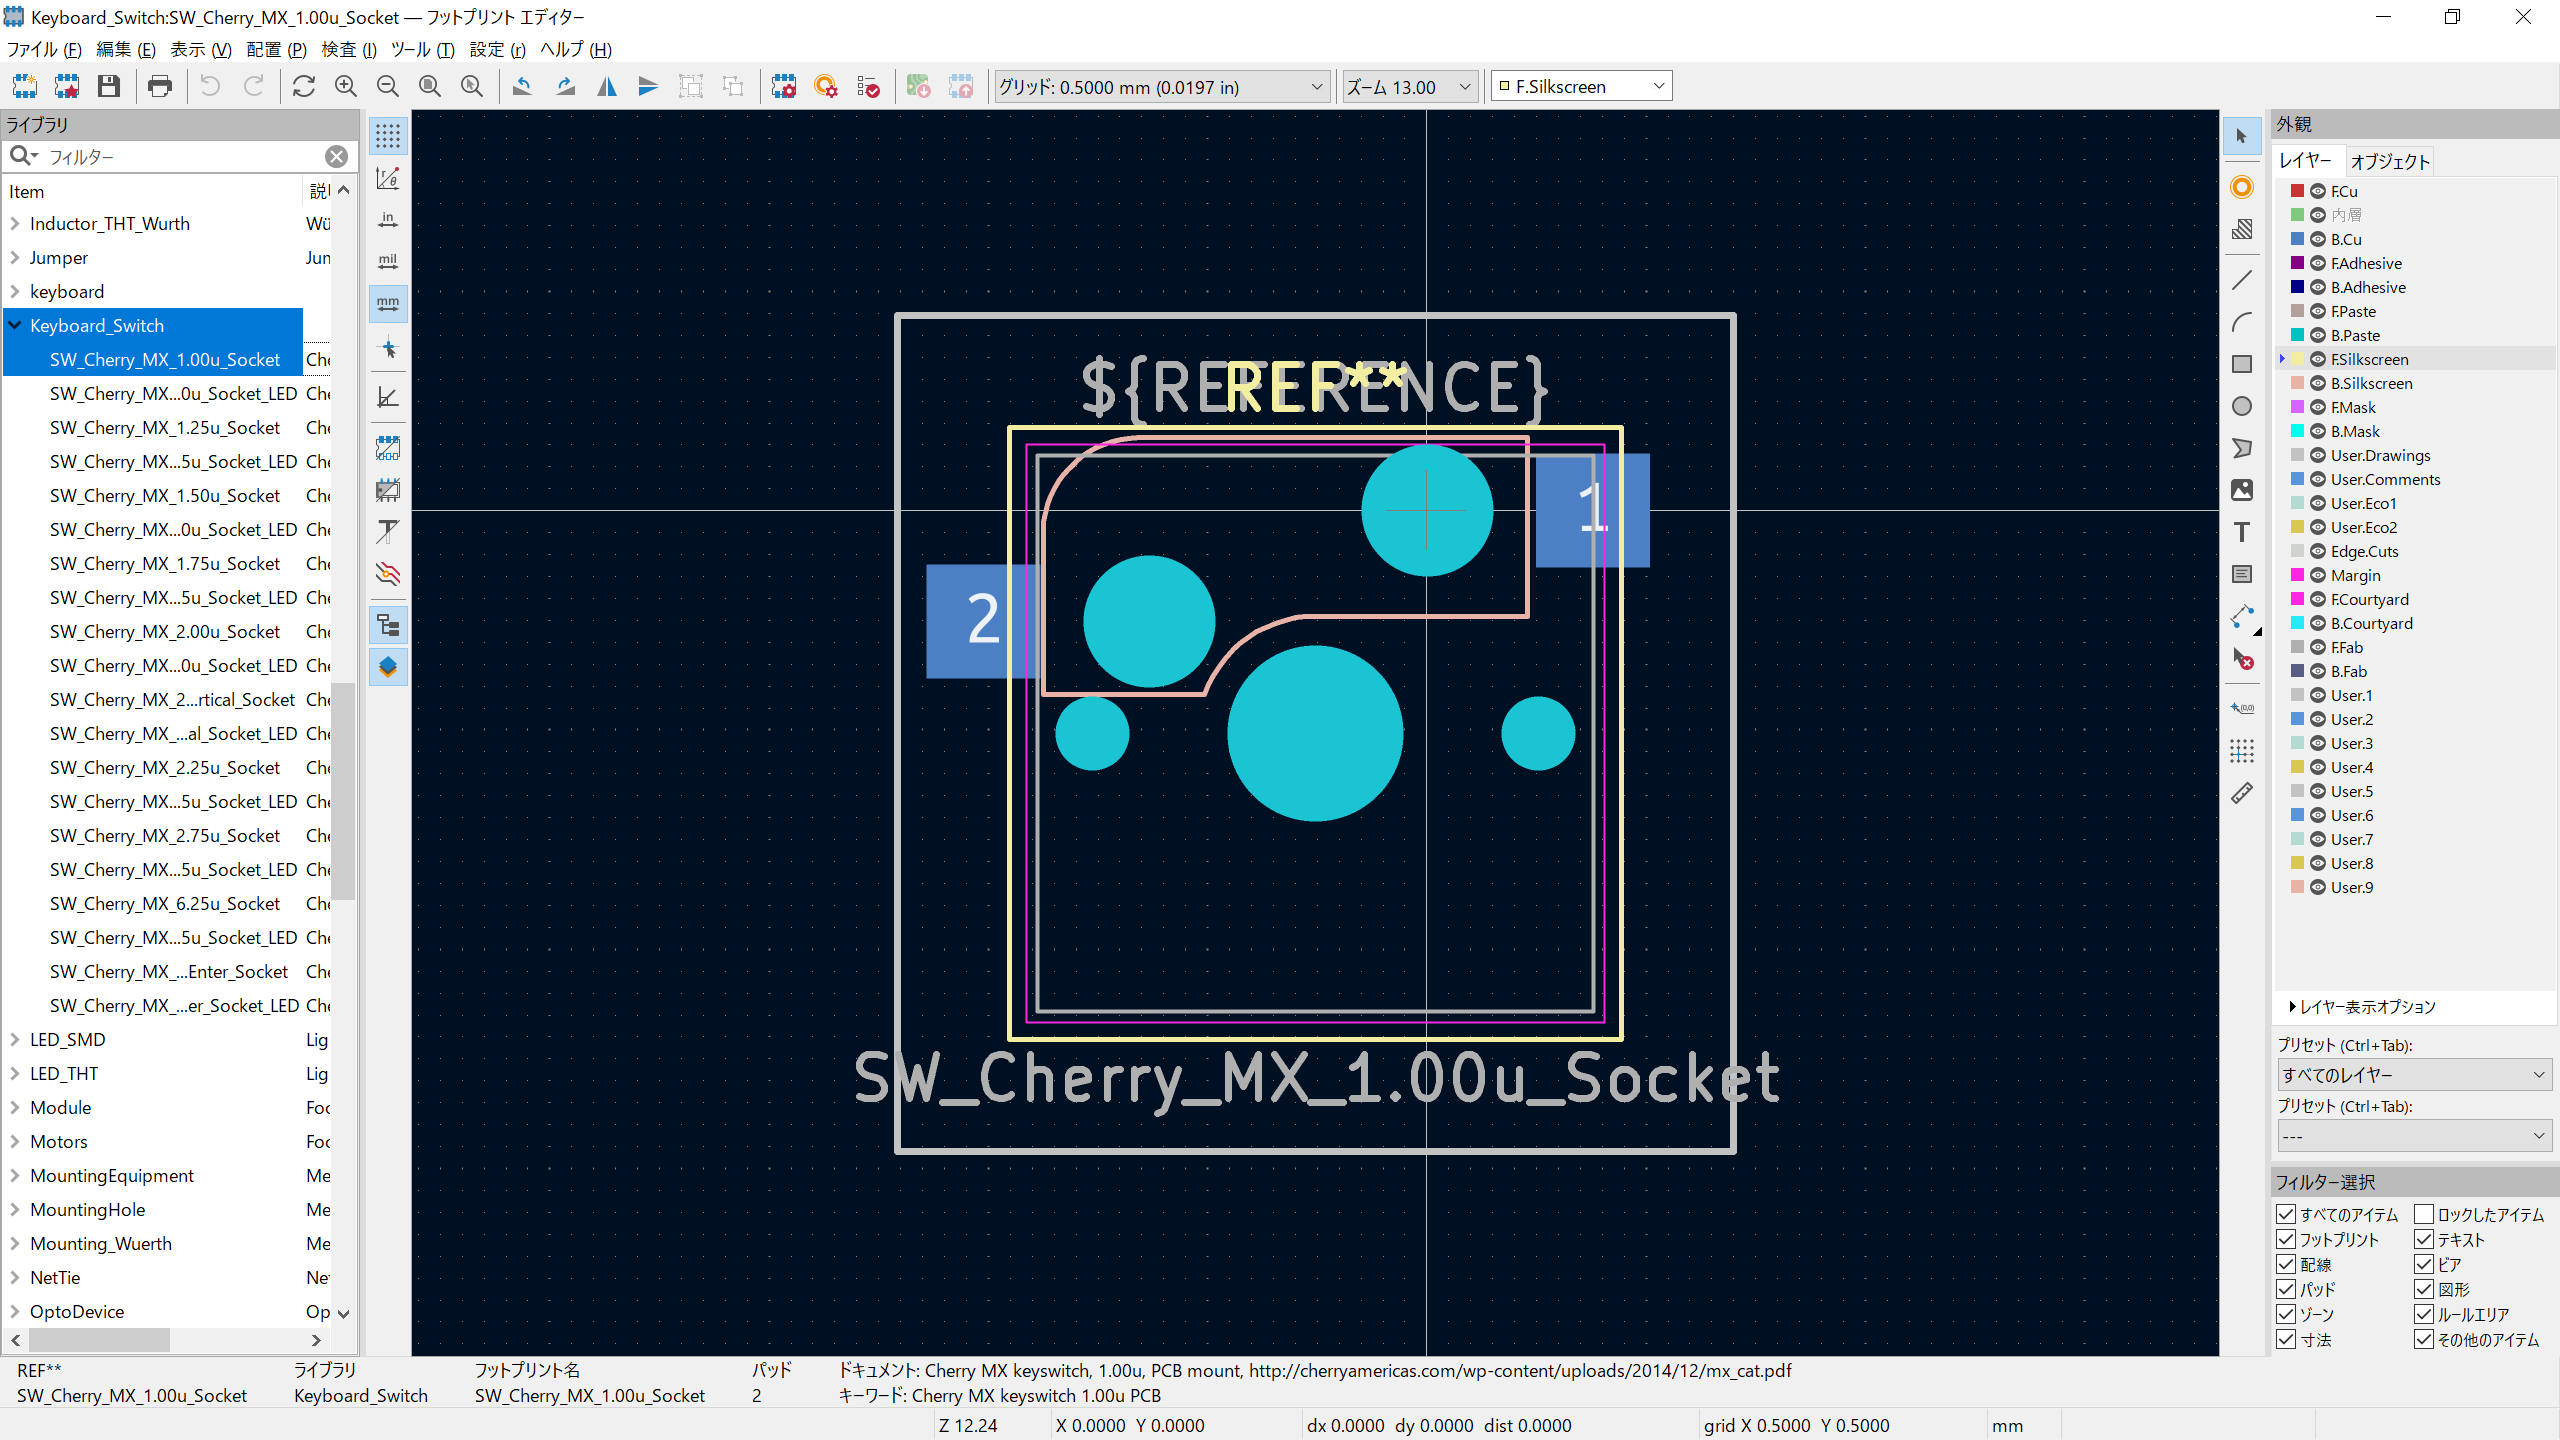 Keyboard_Switch:SW_Cherry_MX_1.00u_Socket — フットプリント エディター
ファイル (F) 編集 (E) 表示 (V) 配置 (P) 検査 (I) ツール (T) 設定 (r) ヘルプ (H)
グリッド: 0.5000 mm (0.0197 in)
ズーム 13.00
F.Silkscreen
ライブラリ
フィルター
Item 説
Inductor_THT_Wurth Wü
Jumper Jun
keyboard
Keyboard_Switch
SW_Cherry_MX_1.00u_Socket Che
SW_Cherry_MX...0u_Socket_LED Che
SW_Cherry_MX_1.25u_Socket Che
SW_Cherry_MX...5u_Socket_LED Che
SW_Cherry_MX_1.50u_Socket Che
SW_Cherry_MX...0u_Socket_LED Che
SW_Cherry_MX_1.75u_Socket Che
SW_Cherry_MX...5u_Socket_LED Che
SW_Cherry_MX_2.00u_Socket Che
SW_Cherry_MX...0u_Socket_LED Che
SW_Cherry_MX_2...rtical_Socket Che
SW_Cherry_MX_...al_Socket_LED Che
SW_Cherry_MX_2.25u_Socket Che
SW_Cherry_MX...5u_Socket_LED Che
SW_Cherry_MX_2.75u_Socket Che
SW_Cherry_MX...5u_Socket_LED Che
SW_Cherry_MX_6.25u_Socket Che
SW_Cherry_MX...5u_Socket_LED Che
SW_Cherry_MX_...Enter_Socket Che
SW_Cherry_MX_...er_Socket_LED Che
LED_SMD Lig
LED_THT Lig
Module Foo
Motors Foo
MountingEquipment Me
MountingHole Me
Mounting_Wuerth Me
NetTie Ne
OptoDevice Op
in
mil
mm
${REFERENCE}
REF**
1
2
SW_Cherry_MX_1.00u_Socket
(0,0)
外観
レイヤー オブジェクト
F.Cu
内層
B.Cu
F.Adhesive
B.Adhesive
F.Paste
B.Paste
F.Silkscreen
B.Silkscreen
F.Mask
B.Mask
User.Drawings
User.Comments
User.Eco1
User.Eco2
Edge.Cuts
Margin
F.Courtyard
B.Courtyard
F.Fab
B.Fab
User.1
User.2
User.3
User.4
User.5
User.6
User.7
User.8
User.9
レイヤー表示オプション
プリセット (Ctrl+Tab):
すべてのレイヤー
プリセット (Ctrl+Tab):
---
フィルター選択
すべてのアイテム ロックしたアイテム
フットプリント テキスト
配線 ビア
パッド 図形
ゾーン ルールエリア
寸法 その他のアイテム
REF** ライブラリ フットプリント名 パッド ドキュメント: Cherry MX keyswitch, 1.00u, PCB mount, http://cherryamericas.com/wp-content/uploads/2014/12/mx_cat.pdf
SW_Cherry_MX_1.00u_Socket Keyboard_Switch SW_Cherry_MX_1.00u_Socket 2 キーワード: Cherry MX keyswitch 1.00u PCB
Z 12.24 X 0.0000 Y 0.0000 dx 0.0000 dy 0.0000 dist 0.0000 grid X 0.5000 Y 0.5000 mm